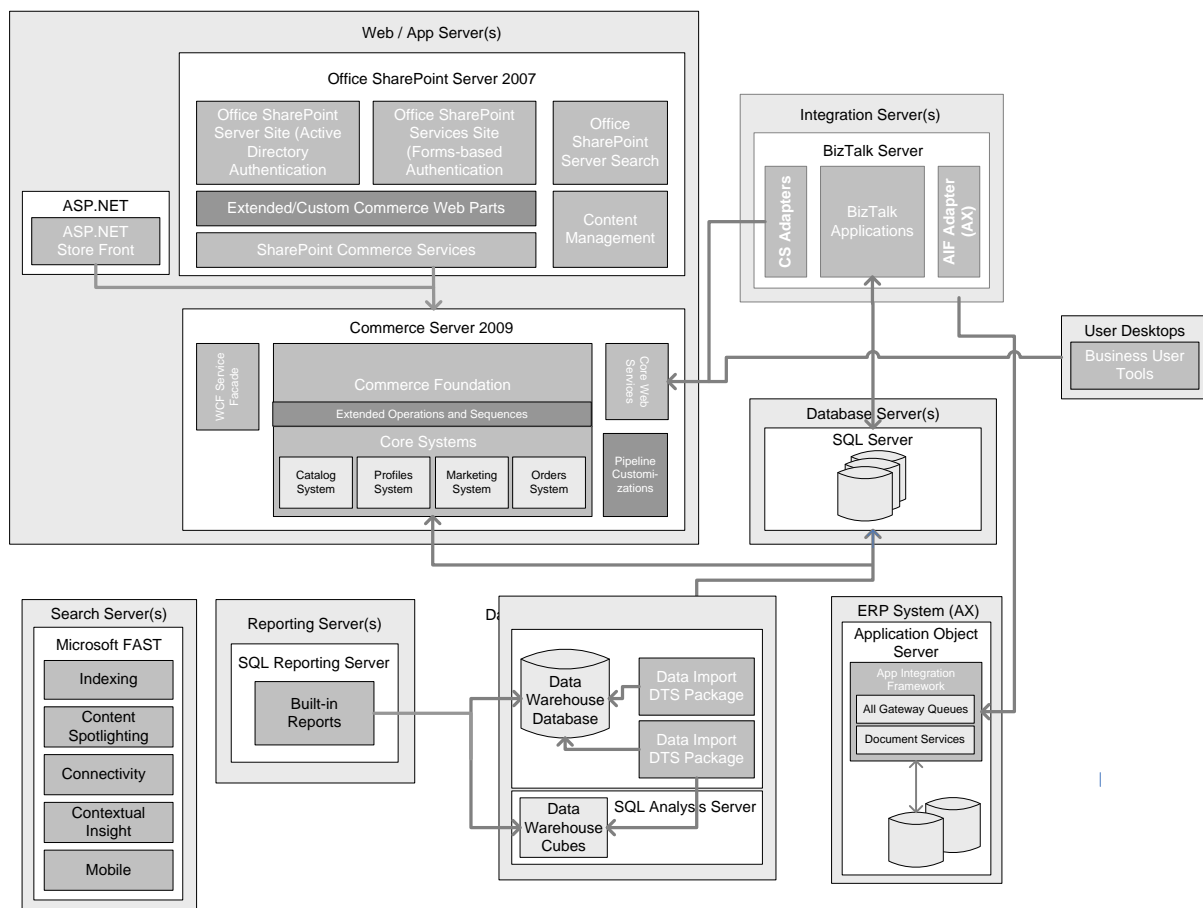 Web / App Server(s)
Office SharePoint Server 2007
Office SharePoint
Server Site (Active
Directory
Authentication
Office SharePoint
Services Site
(Forms-based
Authentication
Office
SharePoint
Server Search
Extended/Custom Commerce Web Parts
SharePoint Commerce Services
Content
Management
ASP.NET
ASP.NET
Store Front
Commerce Server 2009
WCF Service
Facade
Commerce Foundation
Extended Operations and Sequences
Core Systems
Catalog
System
Profiles
System
Marketing
System
Orders
System
Core Web
Services
Pipeline
Customi-
zations
Integration Server(s)
BizTalk Server
CS Adapters
BizTalk
Applications
AIF Adapter
(AX)
User Desktops
Business User
Tools
Database Server(s)
SQL Server
Search Server(s)
Microsoft FAST
Indexing
Content
Spotlighting
Connectivity
Contextual
Insight
Mobile
Reporting Server(s)
SQL Reporting Server
Built-in
Reports
Data
Warehouse
Database
Data Import
DTS Package
Data Import
DTS Package
SQL Analysis Server
Data
Warehouse
Cubes
ERP System (AX)
Application Object
Server
App Integration
Framework
All Gateway Queues
Document Services